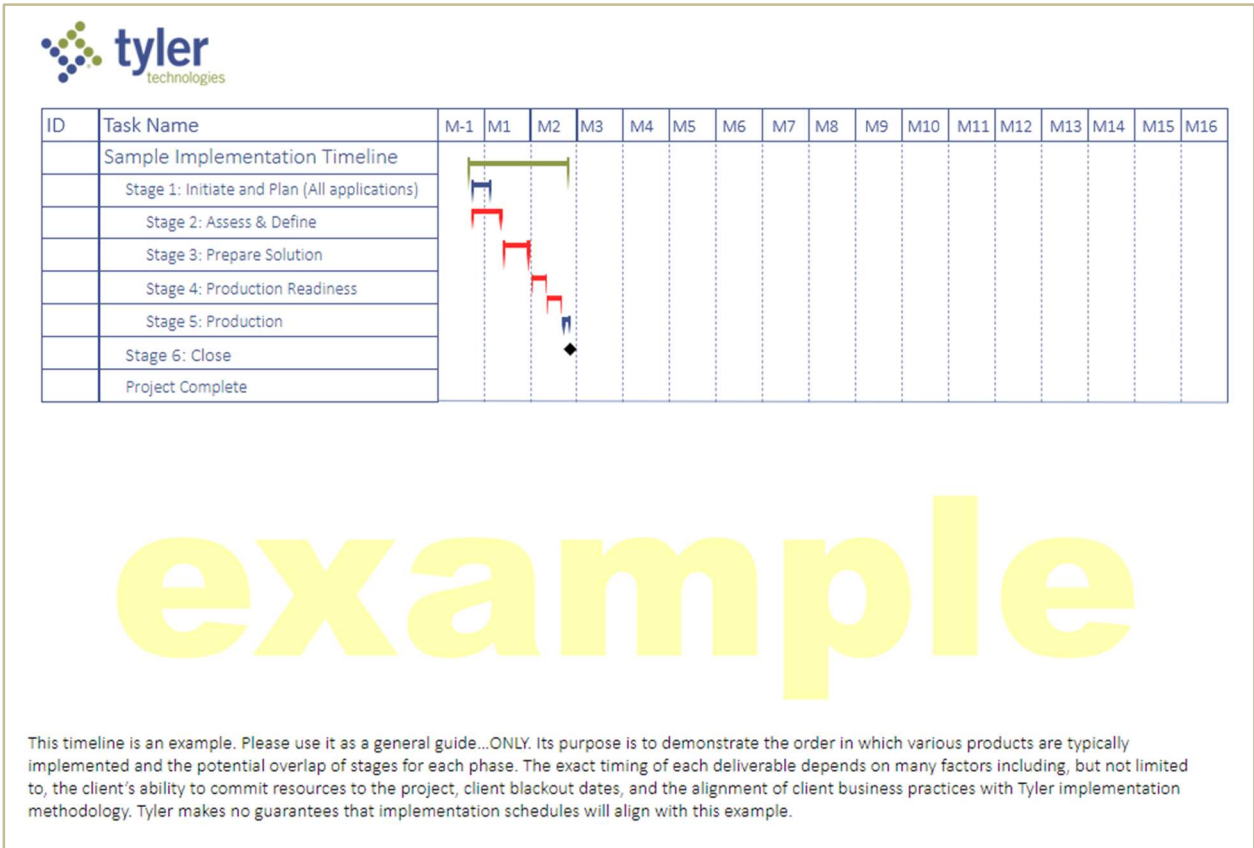 tyler
technologies
ID Task Name M-1 M1 M2 M3 M4 M5 M6 M7 M8 M9 M10 M11 M12 M13 M14 M15 M16
Sample Implementation Timeline
Stage 1: Initiate and Plan (All applications)
Stage 2: Assess & Define
Stage 3: Prepare Solution
Stage 4: Production Readiness
Stage 5: Production
Stage 6: Close
Project Complete
example
This timeline is an example. Please use it as a general guide...ONLY. Its purpose is to demonstrate the order in which various products are typically
implemented and the potential overlap of stages for each phase. The exact timing of each deliverable depends on many factors including, but not limited
to, the client's ability to commit resources to the project, client blackout dates, and the alignment of client business practices with Tyler implementation
methodology. Tyler makes no guarantees that implementation schedules will align with this example.